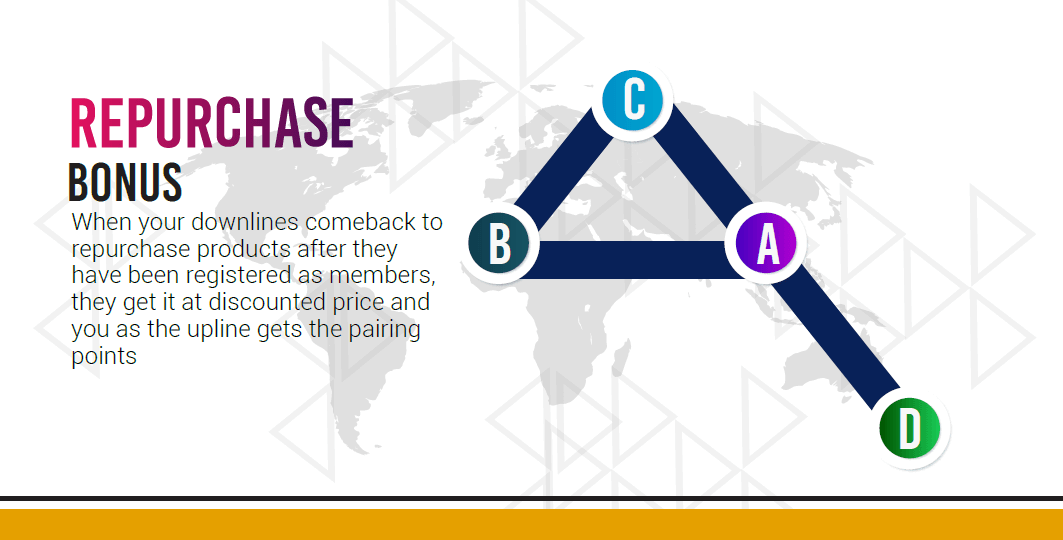 REPURCHASE
BONUS
When your downlines comeback to
repurchase products after they
have been registered as members,
they get it at discounted price and
you as the upline gets the pairing
points
C
B
A
D